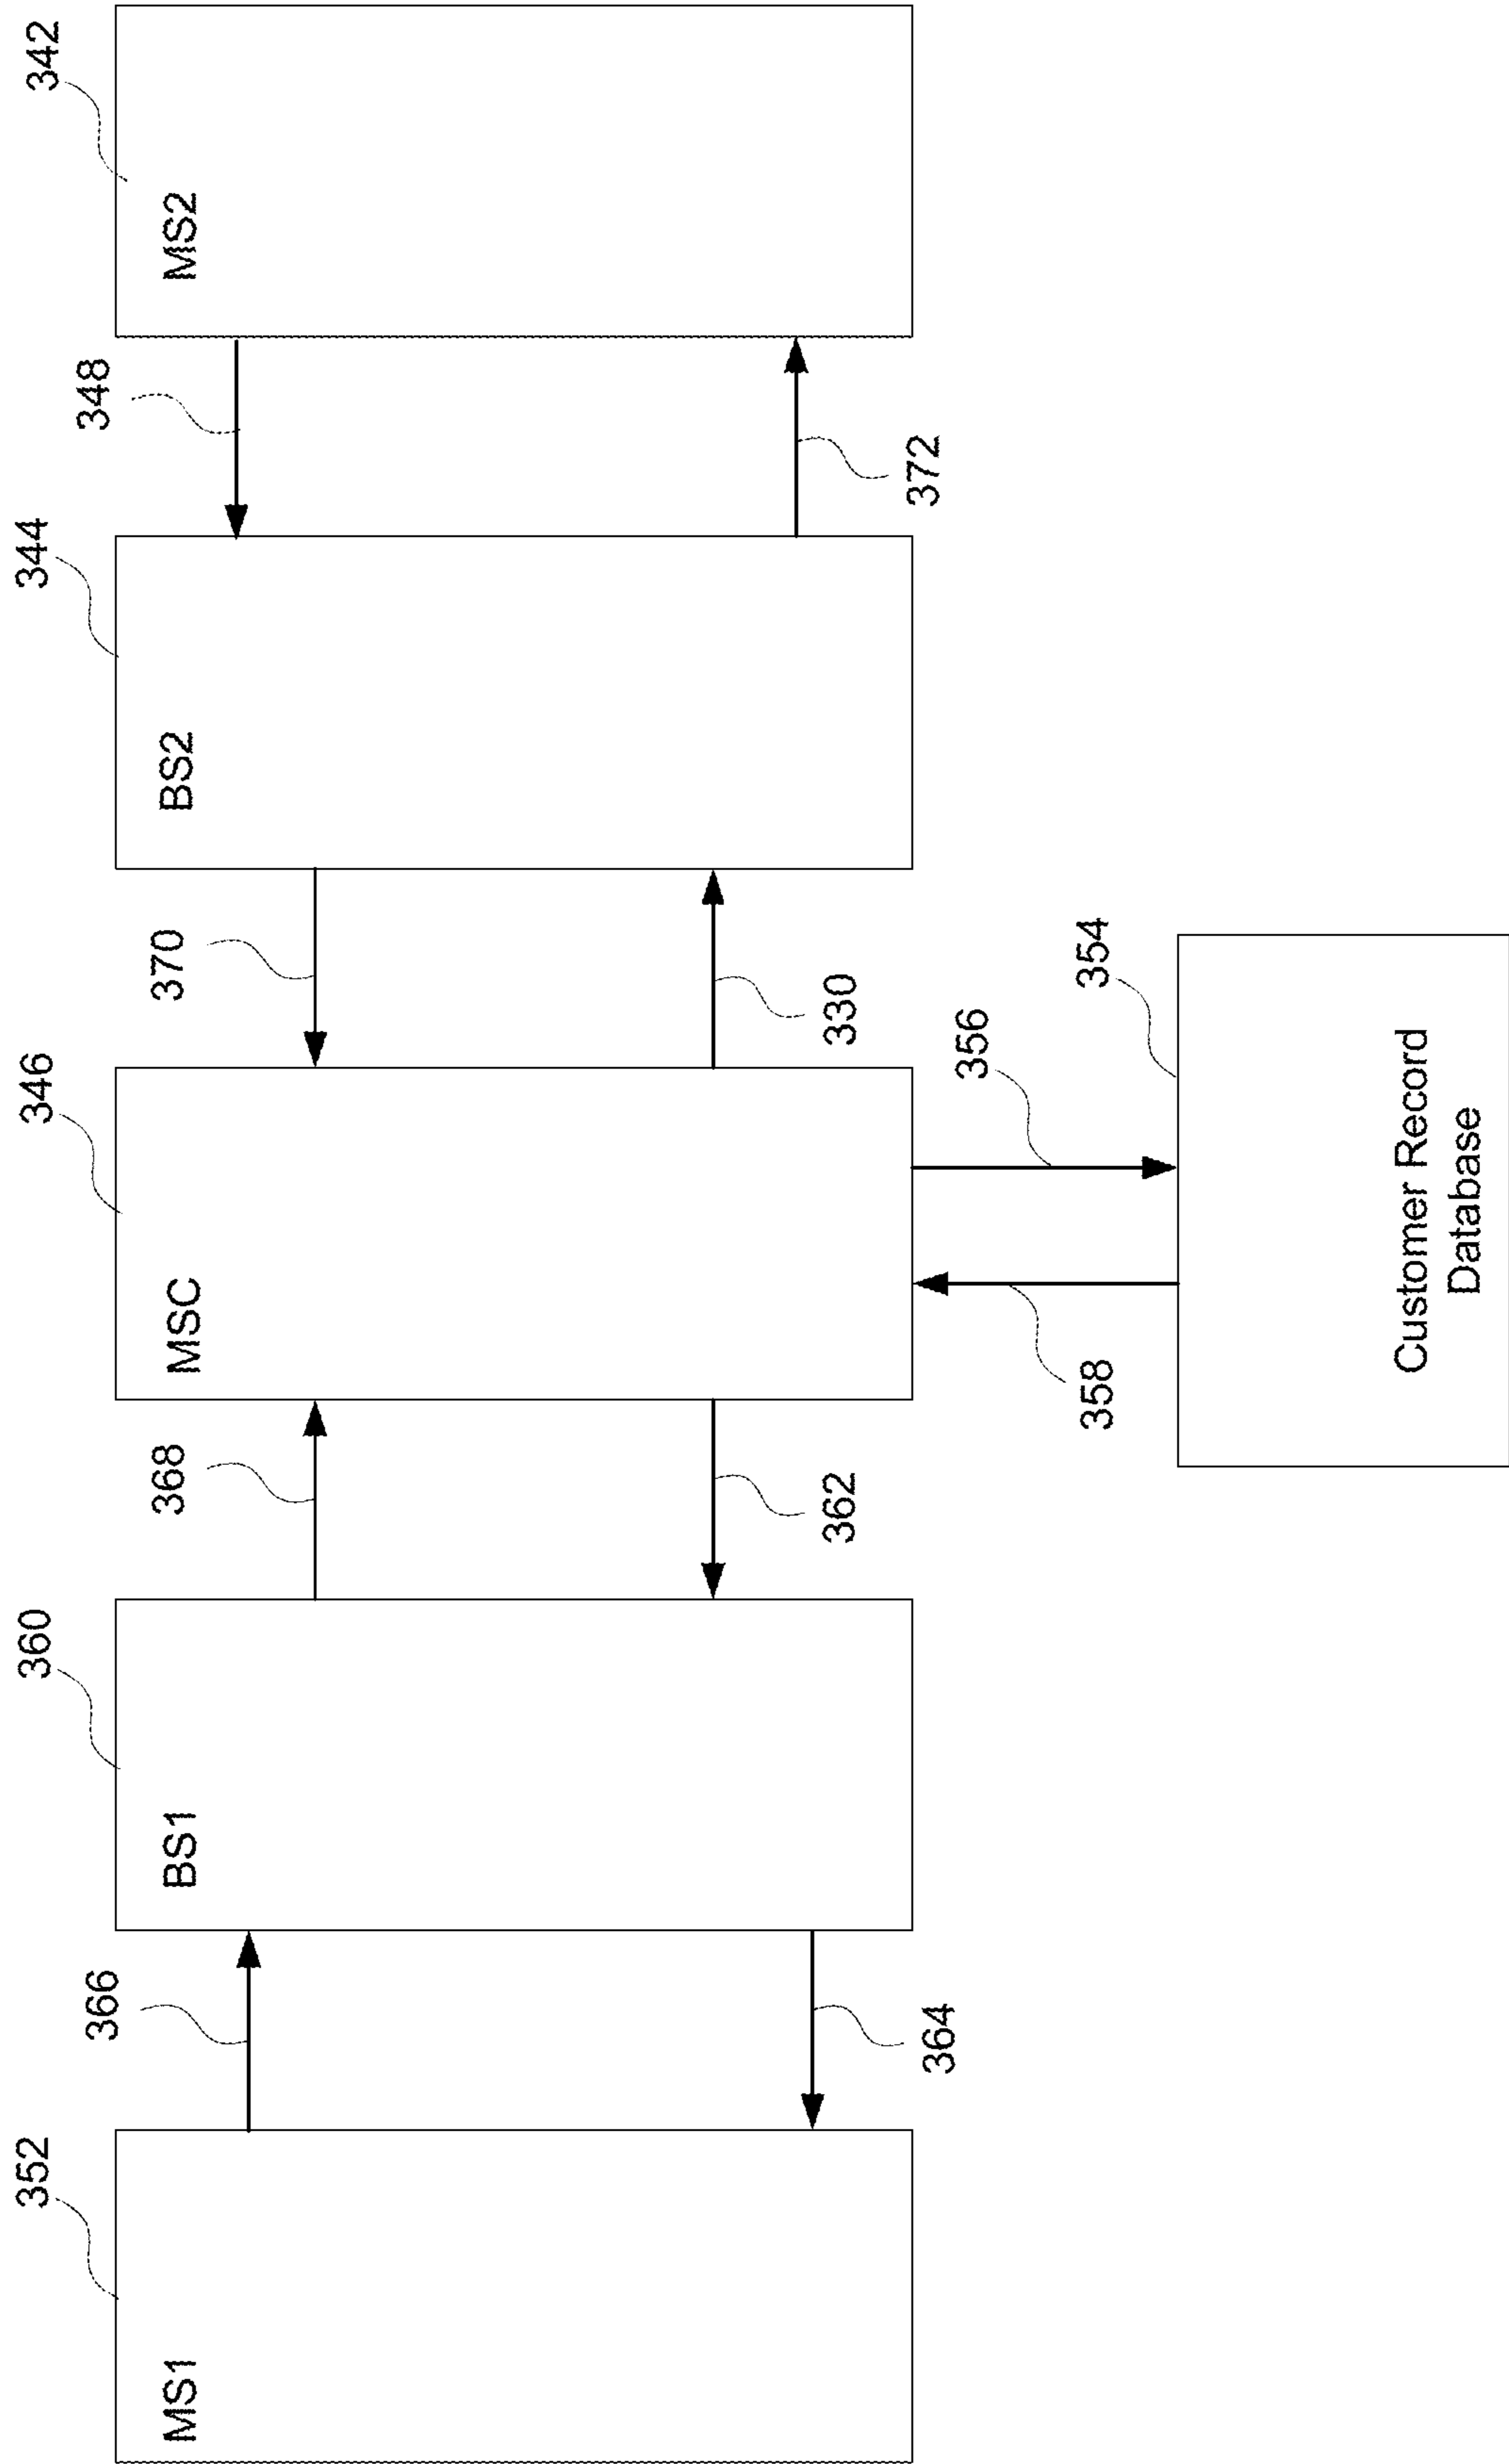 352
360
346
344
342
366
368
370
348
MS1
BS1
MSC
BS2
MS2
364
362
330
372
358
356
354
Customer Record
Database